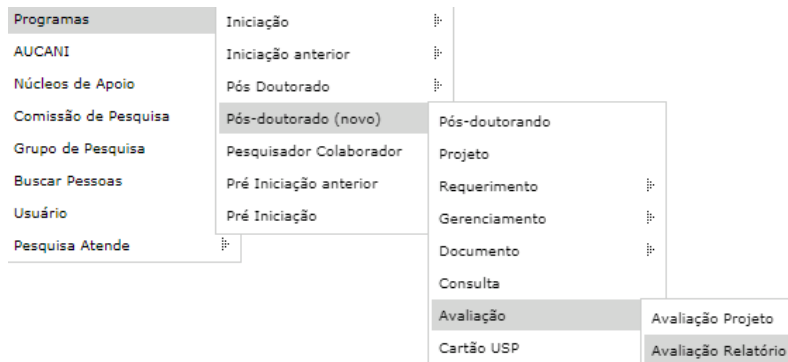 Programas
AUCANI
Núcleos de Apoio
Comissão de Pesquisa
Grupo de Pesquisa
Buscar Pessoas
Usuário
Pesquisa Atende
Iniciação
Iniciação anterior
Pós Doutorado
Pós-doutorado (novo)
Pesquisador Colaborador
Pré Iniciação anterior
Pré Iniciação
Pós-doutorando
Projeto
Requerimento
Gerenciamento
Documento
Consulta
Avaliação
Cartão USP
Avaliação Projeto
Avaliação Relatório